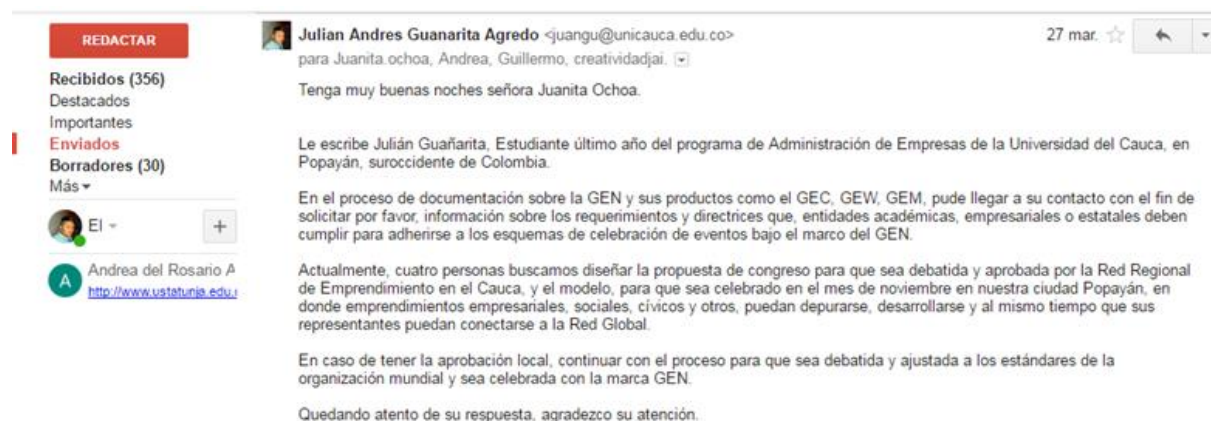 REDACTAR
Recibidos (356)
Destacados
Importantes
Enviados
Borradores (30)
Más
El
+
A
Andrea del Rosario A
http://www.ustatunja.edu.
Julian Andres Guanarita Agredo <juangu@unicauca.edu.co>
27 mar.
para Juanita.ochoa, Andrea, Guillermo, creatividadjai.
Tenga muy buenas noches señora Juanita Ochoa.
Le escribe Julián Guañarita, Estudiante último año del programa de Administración de Empresas de la Universidad del Cauca, en
Popayán, suroccidente de Colombia.
En el proceso de documentación sobre la GEN y sus productos como el GEC, GEW, GEM, pude llegar a su contacto con el fin de
solicitar por favor, información sobre los requerimientos y directrices que, entidades académicas, empresariales o estatales deben
cumplir para adherirse a los esquemas de celebración de eventos bajo el marco del GEN.
Actualmente, cuatro personas buscamos diseñar la propuesta de congreso para que sea debatida y aprobada por la Red Regional
de Emprendimiento en el Cauca, y el modelo, para que sea celebrado en el mes de noviembre en nuestra ciudad Popayán, en
donde emprendimientos empresariales, sociales, cívicos y otros, puedan depurarse, desarrollarse y al mismo tiempo que sus
representantes puedan conectarse a la Red Global.
En caso de tener la aprobación local, continuar con el proceso para que sea debatida y ajustada a los estándares de la
organización mundial y sea celebrada con la marca GEN.
Quedando atento de su respuesta, agradezco su atención.